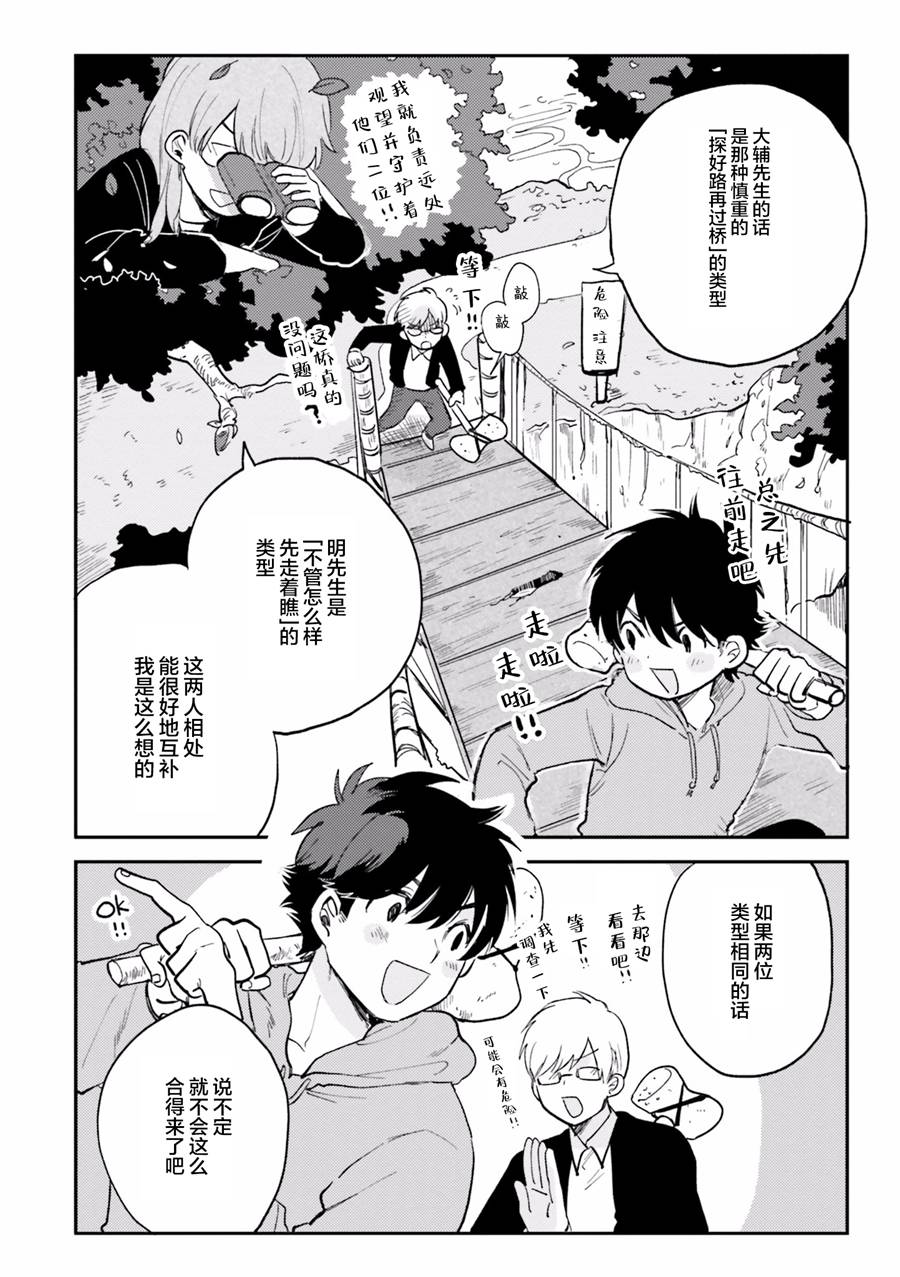 大辅先生的话
是那种慎重的
「探好路再过桥」的类型
我就负责远处
观望并守护着
他们二位!!
危险注意
敲
敲
等下!!
这桥真的
没问题吗?
总之先
往前走吧
走啦
走啦!!
明先生是
「不管怎么样
先走着瞧」的
类型
这两人相处
能很好地互补
我是这么想的
如果两位
类型相同的话
去那边
看看吧!!
等下!!
我先
调查一下
可能会有危险!!
OK!!
说不定
就不会这么
合得来了吧